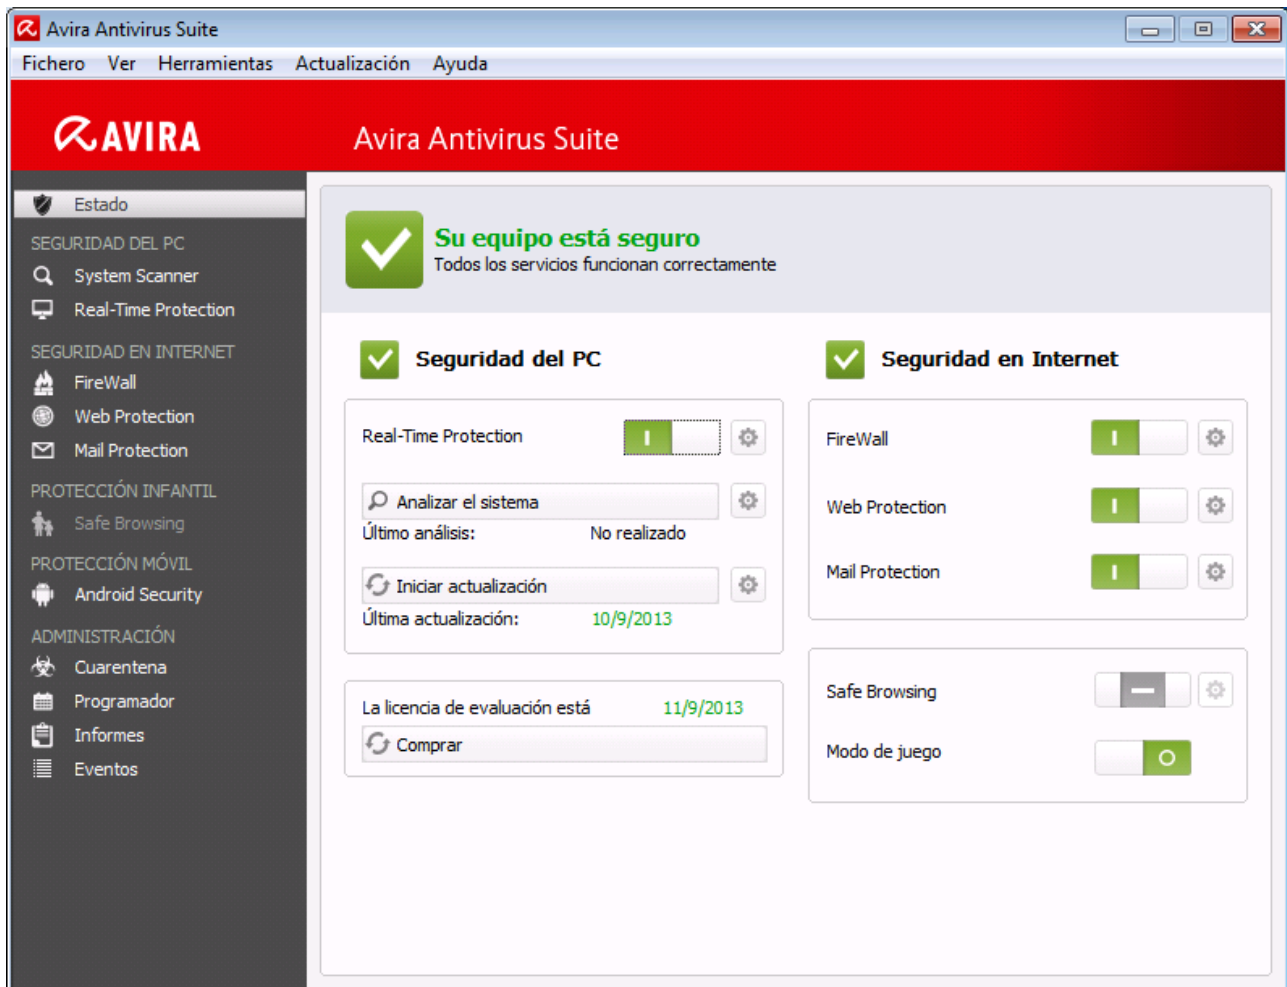 Avira Antivirus Suite
Fichero Ver Herramientas Actualización Ayuda
AVIRA
Avira Antivirus Suite
Estado
SEGURIDAD DEL PC
System Scanner
Real-Time Protection
SEGURIDAD EN INTERNET
FireWall
Web Protection
Mail Protection
PROTECCIÓN INFANTIL
Safe Browsing
PROTECCIÓN MÓVIL
Android Security
ADMINISTRACIÓN
Cuarentena
Programador
Informes
Eventos
Su equipo está seguro
Todos los servicios funcionan correctamente
Seguridad del PC
Real-Time Protection
Analizar el sistema
Último análisis: No realizado
Iniciar actualización
Última actualización: 10/9/2013
La licencia de evaluación está 11/9/2013
Comprar
Seguridad en Internet
FireWall
Web Protection
Mail Protection
Safe Browsing
Modo de juego